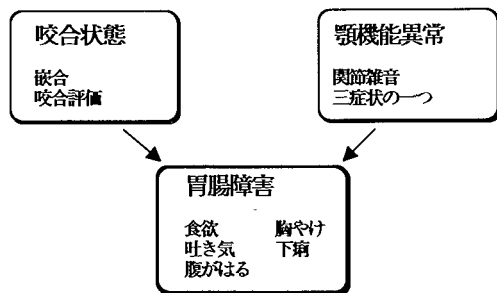 咬合状態
嵌合
咬合評価
顎機能異常
関節雑音
三症状の一つ
胃腸障害
食欲 胸やけ
吐き気 下痢
腹がはる